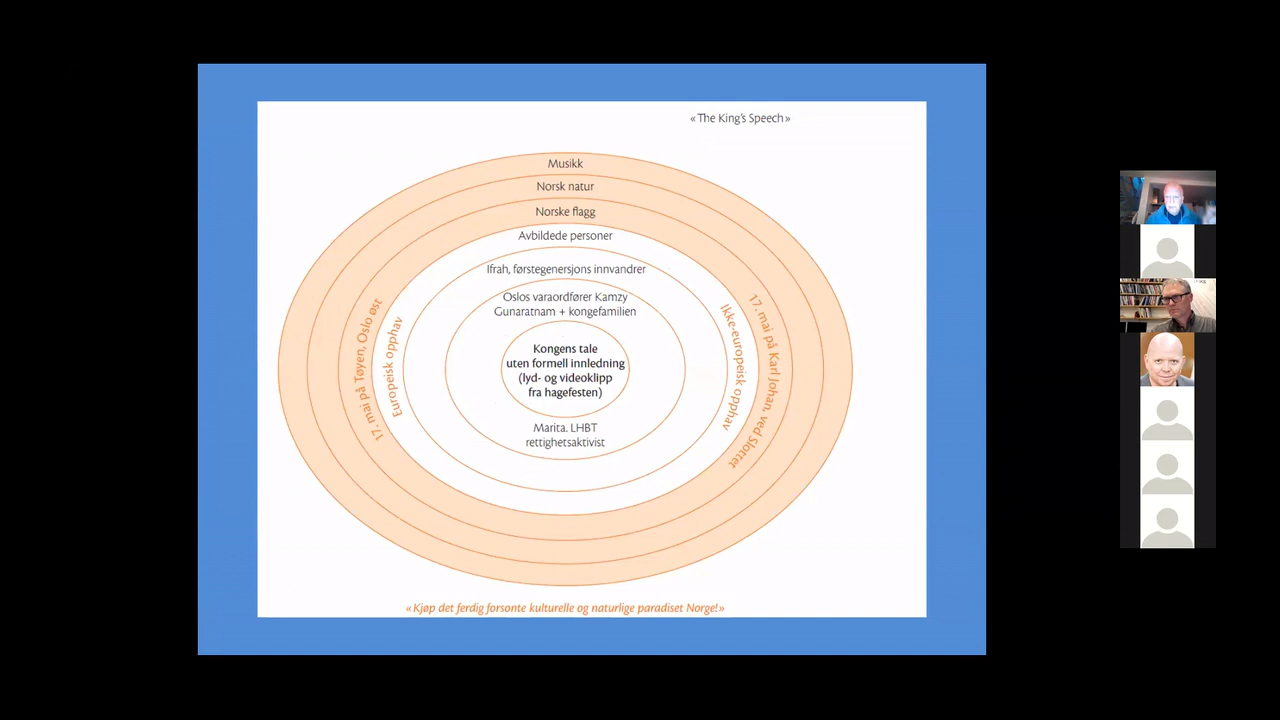 «The King's Speech»
Musikk
Norsk natur
Norske flagg
Avbildede personer
Ifrah, førstegenersjons innvandrer
Oslos varaordfører Kamzy
Gunaratnam + kongefamilien
Kongens tale
uten formell innledning
(lyd- og videoklipp
fra hagefesten)
Marita. LHBT
rettighetsaktivist
17. mai på Tøyen, Oslo øst
Europeisk opphav
Ikke-europeisk opphav
17. mai på Karl Johan, ved Slottet
«Kjøp det ferdig forsonte kulturelle og naturlige paradiset Norge!»